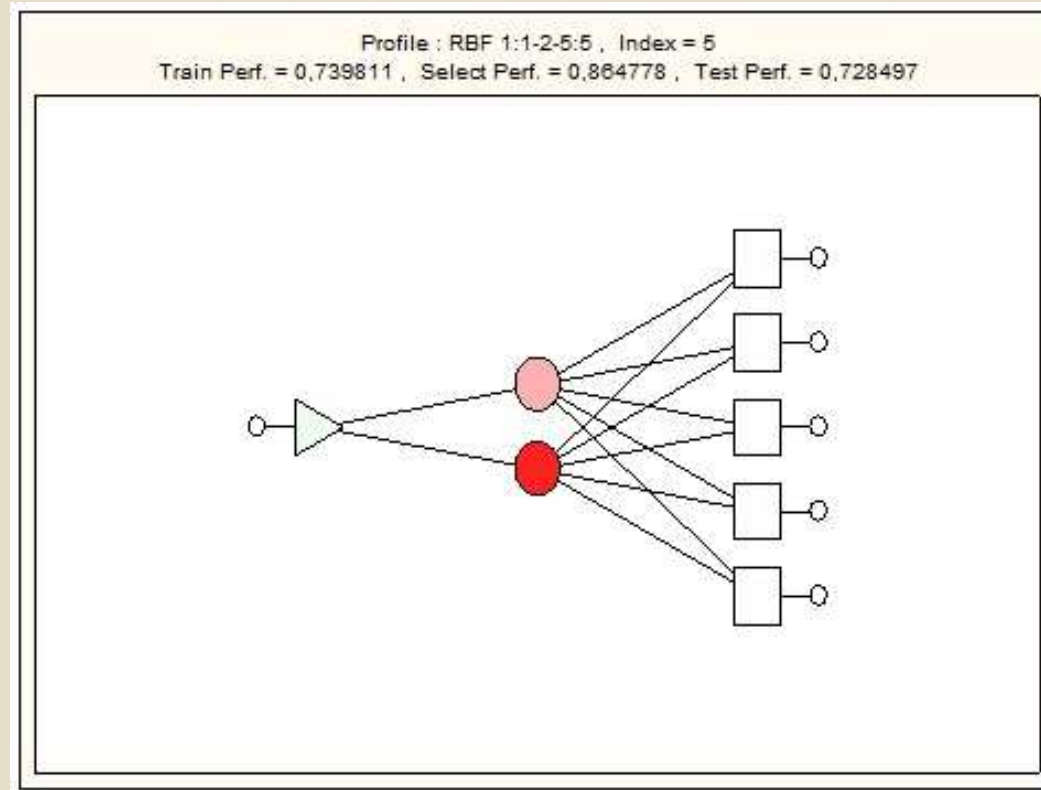 Profile : RBF 1:1-2-5:5 , Index = 5
Train Perf. = 0,739811 , Select Perf. = 0,864778 , Test Perf. = 0,728497